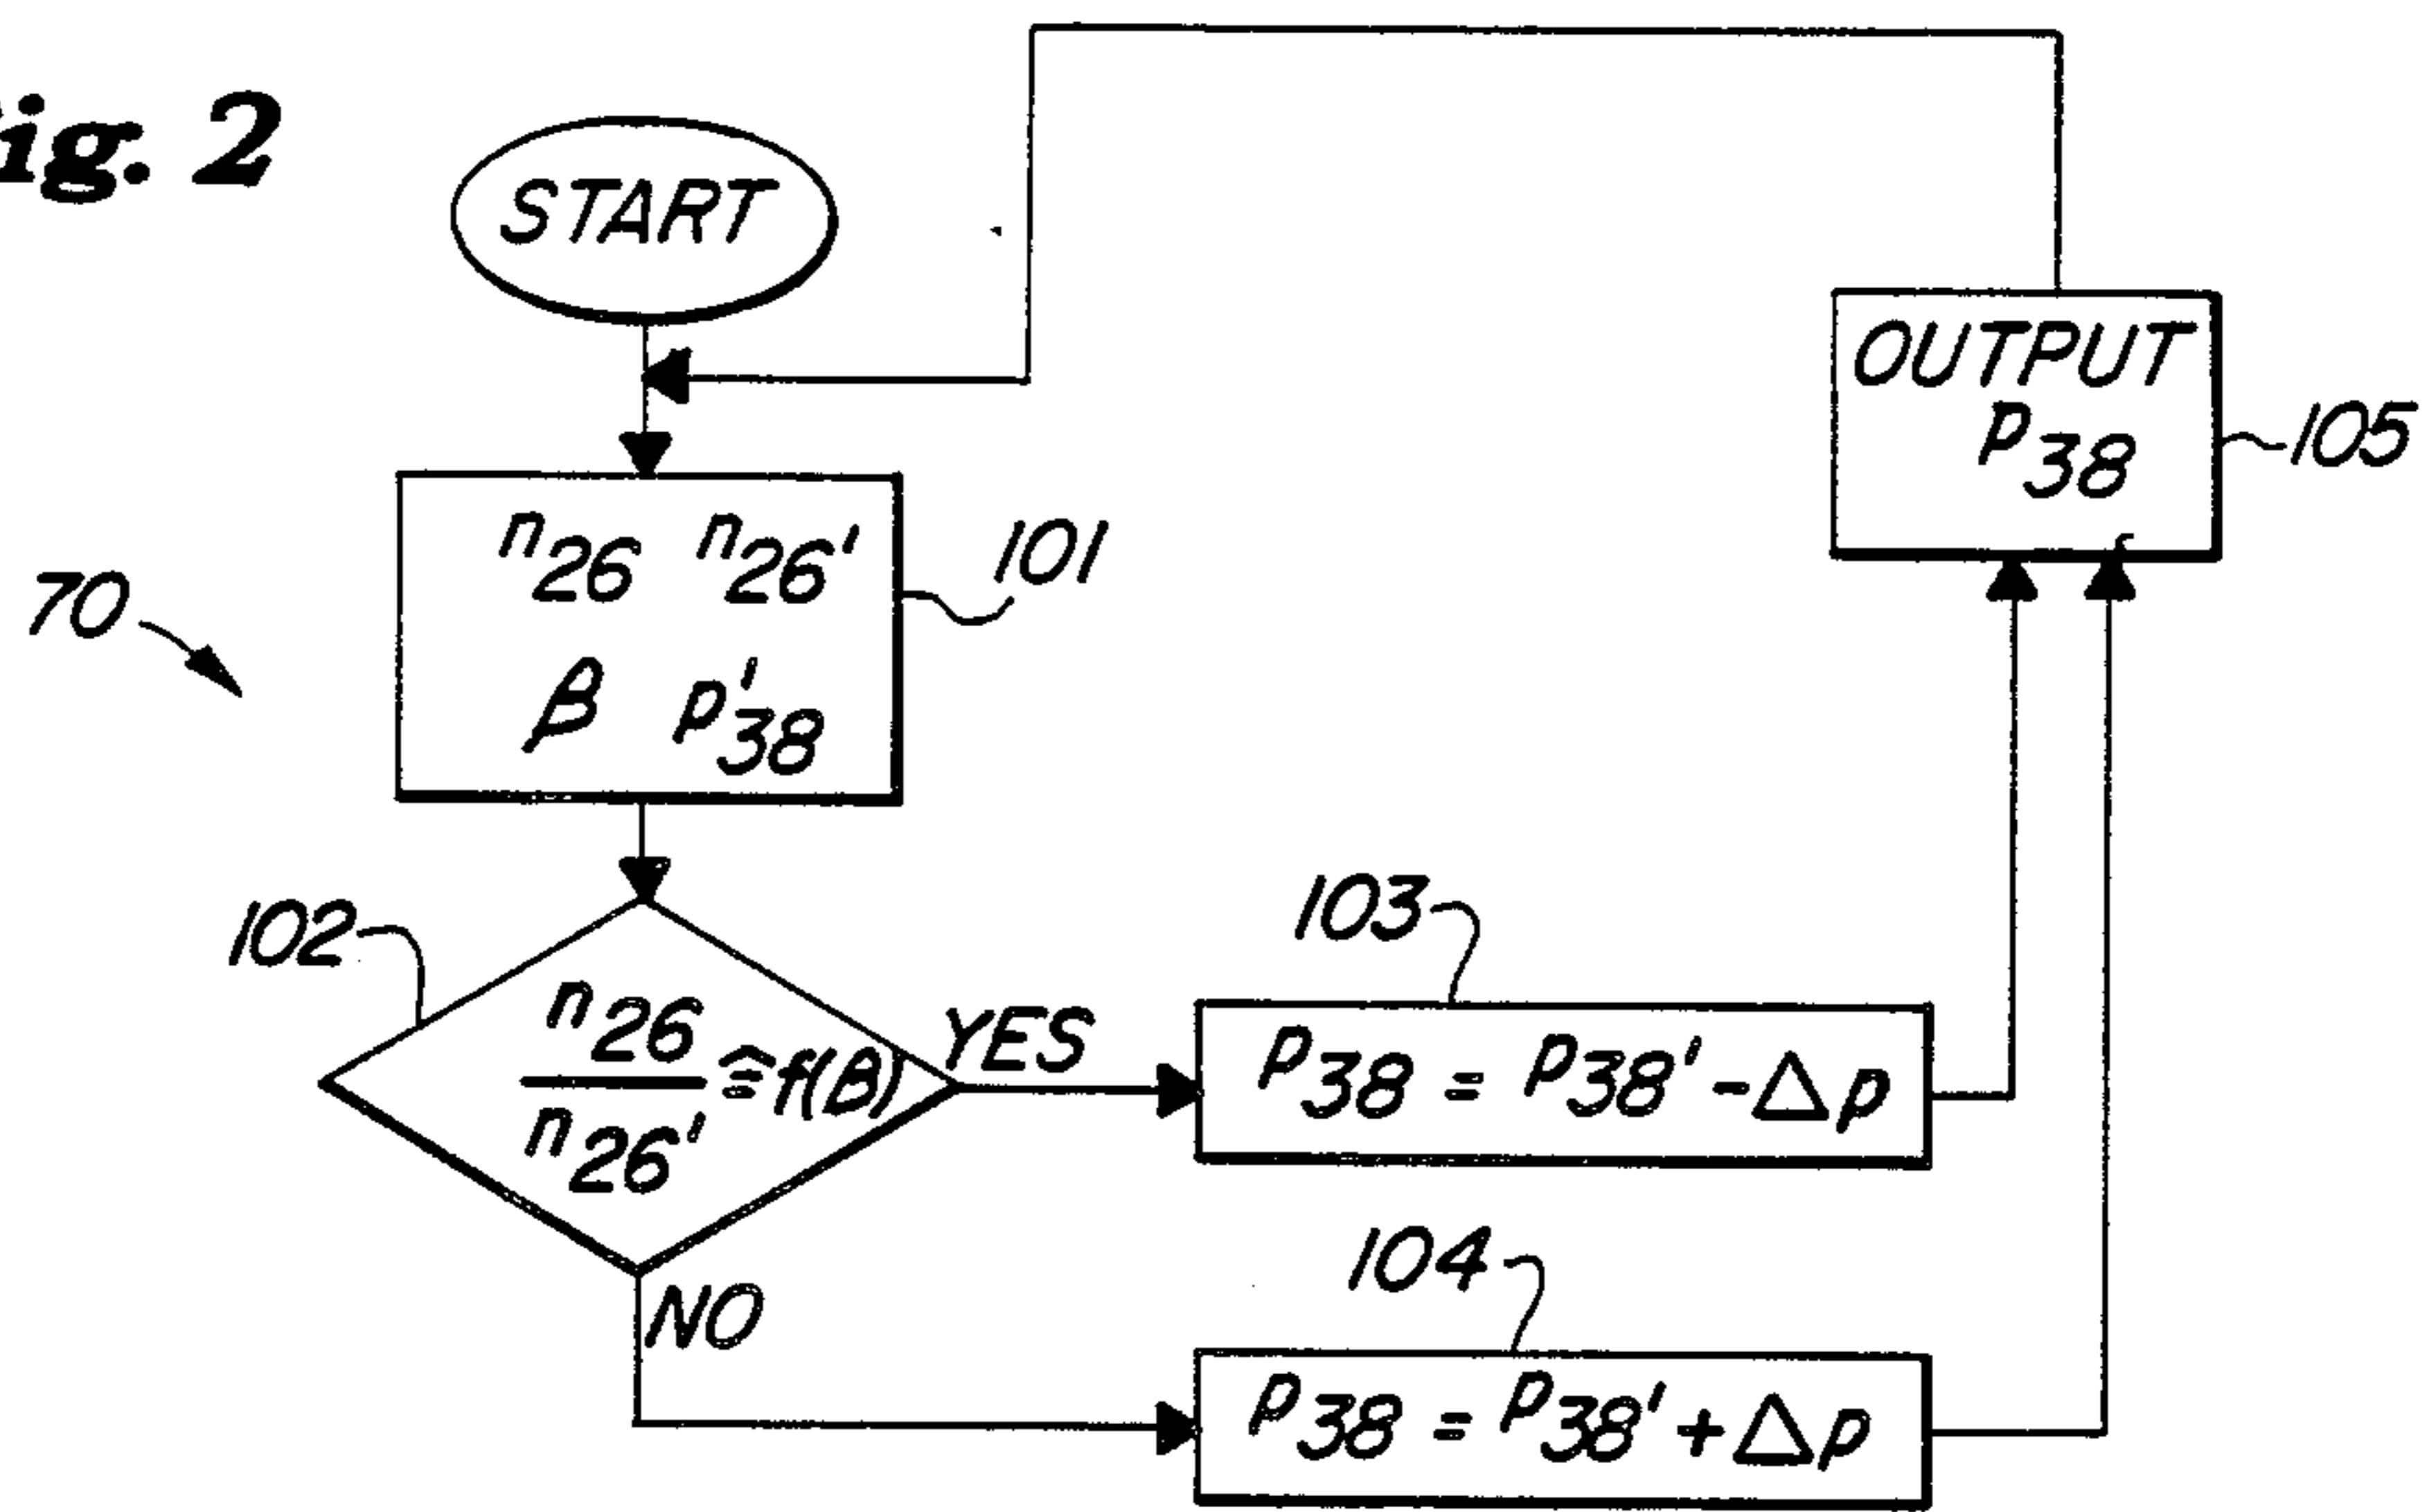 ig. 2
START
OUTPUT
P38
105
n26 n26'
101
β p'38
70
102
n26
n26'
≙ f(β)
YES
103
P38 = P38' - Δp
NO
104
P38 = P38' + Δp